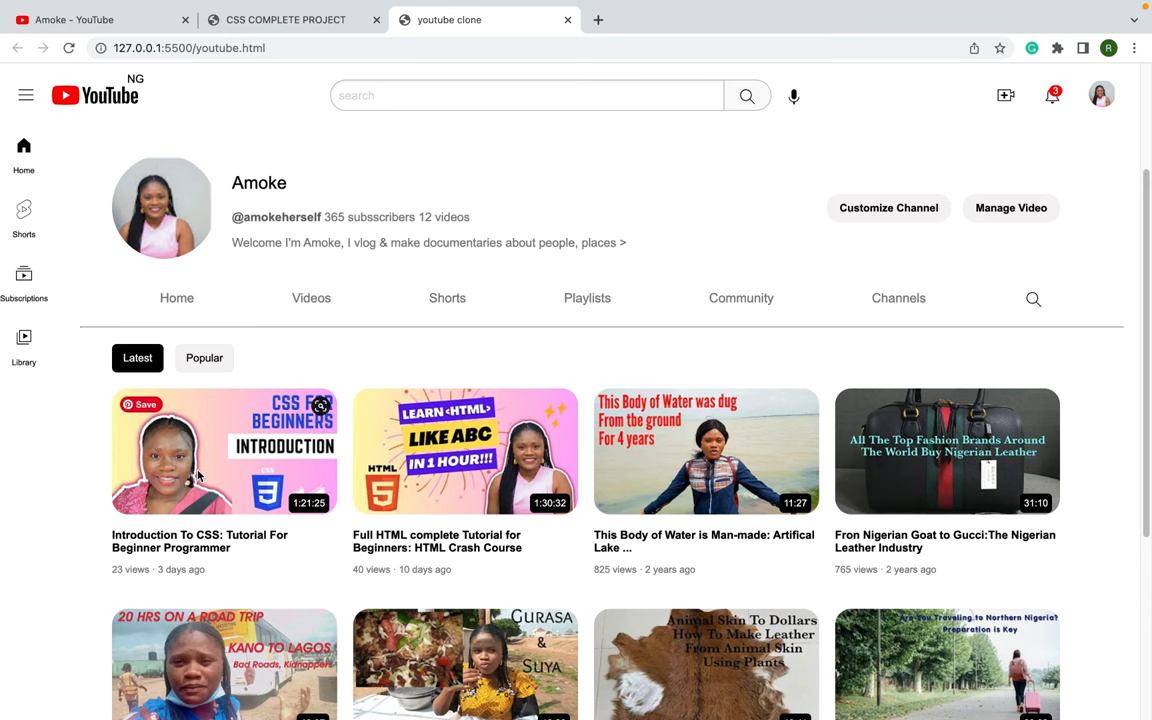 Amoke - YouTube
CSS COMPLETE PROJECT
youtube clone
127.0.0.1:5500/youtube.html
R
NG
YouTube
search
3
Home
Shorts
Subscriptions
Library
Amoke
@amokeherself 365 subsscribers 12 videos
Welcome I'm Amoke, I vlog & make documentaries about people, places >
Customize Channel
Manage Video
Home
Videos
Shorts
Playlists
Community
Channels
Latest
Popular
Save
CSS FOR
BEGINNERS
INTRODUCTION
CSS
3
1:21:25
Introduction To CSS: Tutorial For
Beginner Programmer
23 views · 3 days ago
LEARN <HTML>
LIKE ABC
IN 1 HOUR!!!
HTML
5
1:30:32
Full HTML complete Tutorial for
Beginners: HTML Crash Course
40 views · 10 days ago
This Body of Water was dug
From the ground
For 4 years
11:27
This Body of Water is Man-made: Artifical
Lake ...
825 views · 2 years ago
All The Top Fashion Brands Around
The World Buy Nigerian Leather
31:10
Fron Nigerian Goat to Gucci:The Nigerian
Leather Industry
765 views · 2 years ago
20 HRS ON A ROAD TRIP
KANO TO LAGOS
Bad Roads, Kidnappers
GURASA
&
SUYA
Animal Skin To Dollars
How To Make Leather
From Animal Skin
Using Plants
Are You Traveling to Northern Nigeria?
Preparation is Key